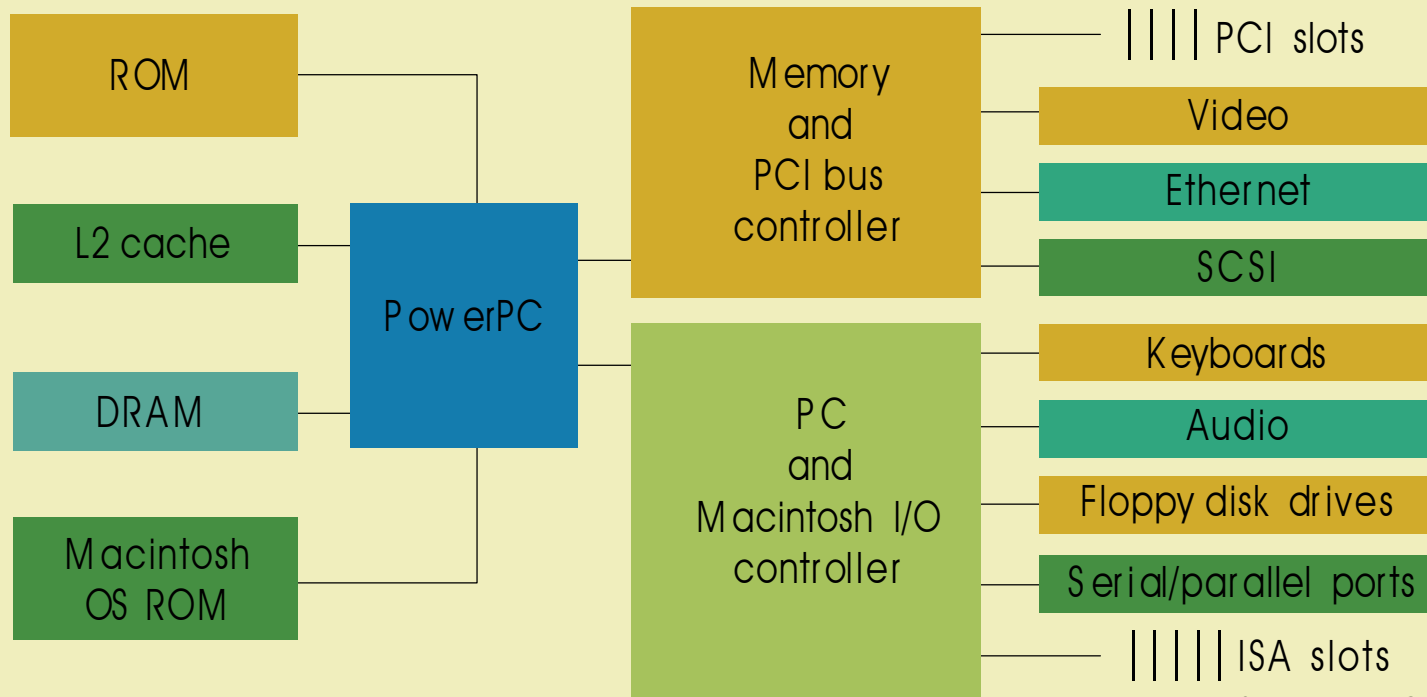 ROM
L2 cache
DRAM
Macintosh
OS ROM
PowerPC
Memory
and
PCI bus
controller
PC
and
Macintosh I/O
controller
PCI slots
Video
Ethernet
SCSI
Keyboards
Audio
Floppy disk drives
Serial/parallel ports
ISA slots